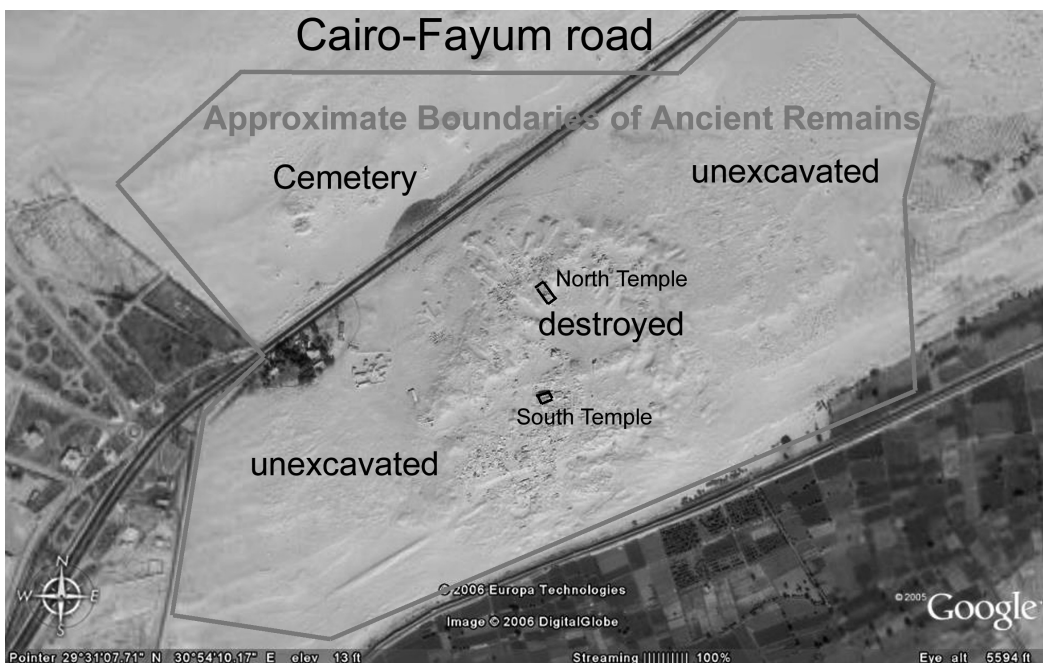 Cairo-Fayum road
Approximate Boundaries of Ancient Remains
Cemetery
unexcavated
North Temple
destroyed
South Temple
unexcavated
N
W E
S
© 2006 Europa Technologies
Image © 2006 DigitalGlobe
©2005 Google
Pointer 29°31'07.71" N 30°54'10.17" E elev 13 ft Streaming |||||||||| 100% Eye alt 5594 ft